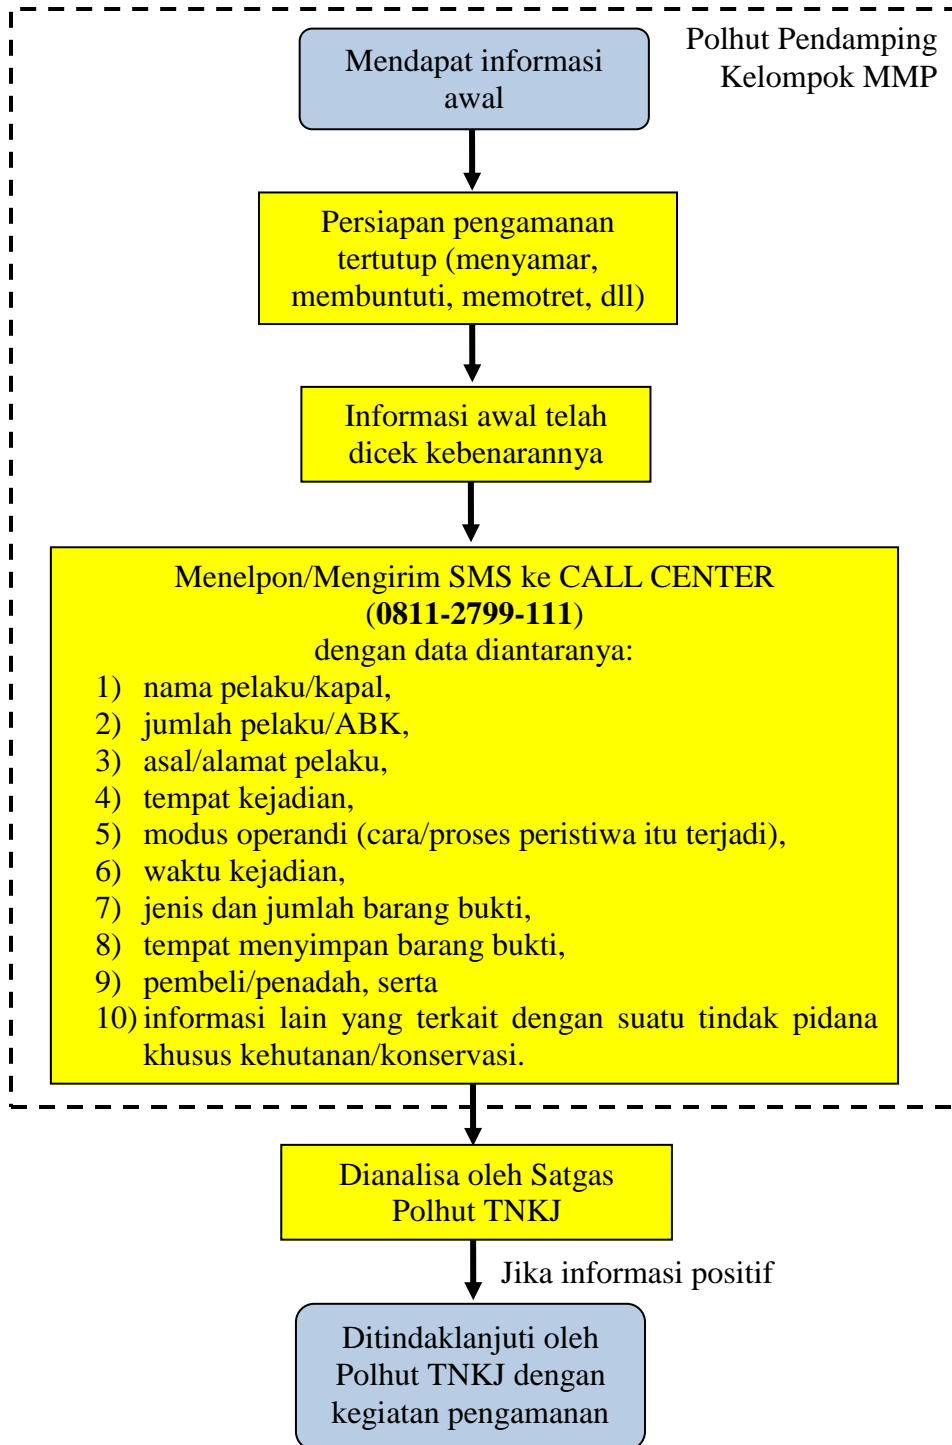 Polhut Pendamping
Kelompok MMP
Mendapat informasi
awal
Persiapan pengamanan
tertutup (menyamar,
membuntuti, memotret, dll)
Informasi awal telah
dicek kebenarannya
Menelpon/Mengirim SMS ke CALL CENTER
(0811-2799-111)
dengan data diantaranya:
1) nama pelaku/kapal,
2) jumlah pelaku/ABK,
3) asal/alamat pelaku,
4) tempat kejadian,
5) modus operandi (cara/proses peristiwa itu terjadi),
6) waktu kejadian,
7) jenis dan jumlah barang bukti,
8) tempat menyimpan barang bukti,
9) pembeli/penadah, serta
10) informasi lain yang terkait dengan suatu tindak pidana
khusus kehutanan/konservasi.
Dianalisa oleh Satgas
Polhut TNKJ
Jika informasi positif
Ditindaklanjuti oleh
Polhut TNKJ dengan
kegiatan pengamanan